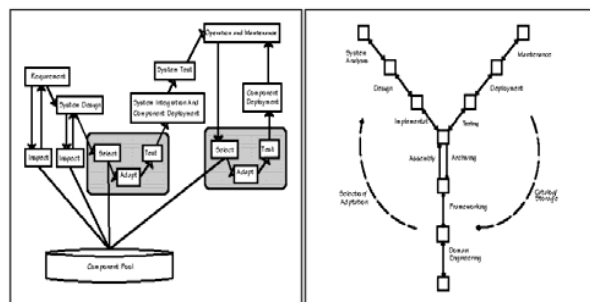 Requirement
System Design
Inspect
Inspect
Select
Adapt
Test
System Integration And
Component Deployment
System Test
Operation and Maintenance
Component
Deployment
Select
Adapt
Test
Component Pool
System
Analysis
Design
Implement
Testing
Deployment
Maintenance
Assembly
Archiving
Selection/
Adaptation
Catalog/
Storage
Frameworking
Domain
Engineering